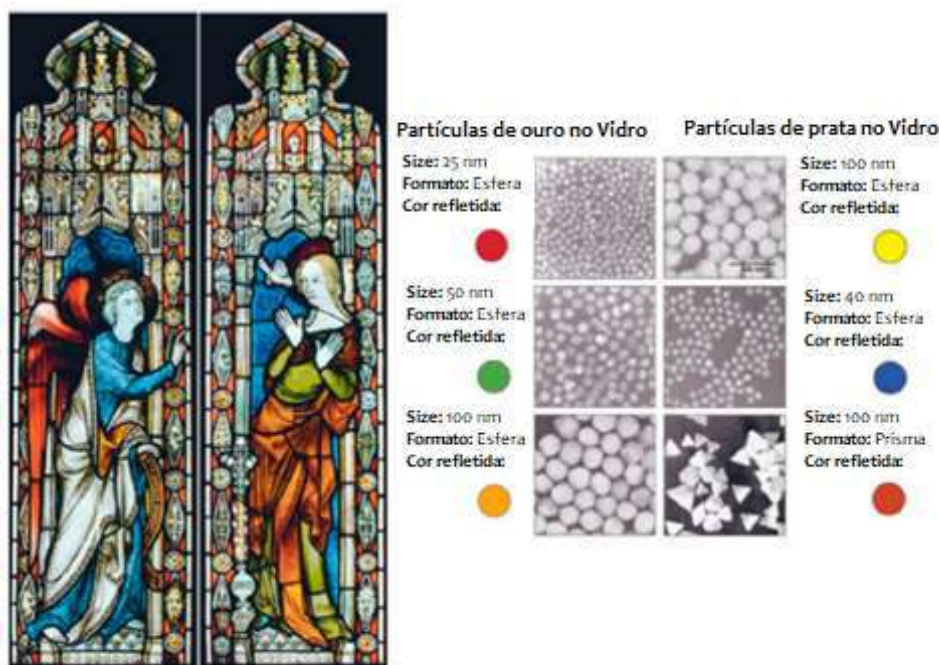 Partículas de ouro no Vidro
Size: 25 nm
Formato: Esfera
Cor refletida:
Size: 50 nm
Formato: Esfera
Cor refletida:
Size: 100 nm
Formato: Esfera
Cor refletida:
Partículas de prata no Vidro
Size: 100 nm
Formato: Esfera
Cor refletida:
Size: 40 nm
Formato: Esfera
Cor refletida:
Size: 100 nm
Formato: Prisma
Cor refletida: